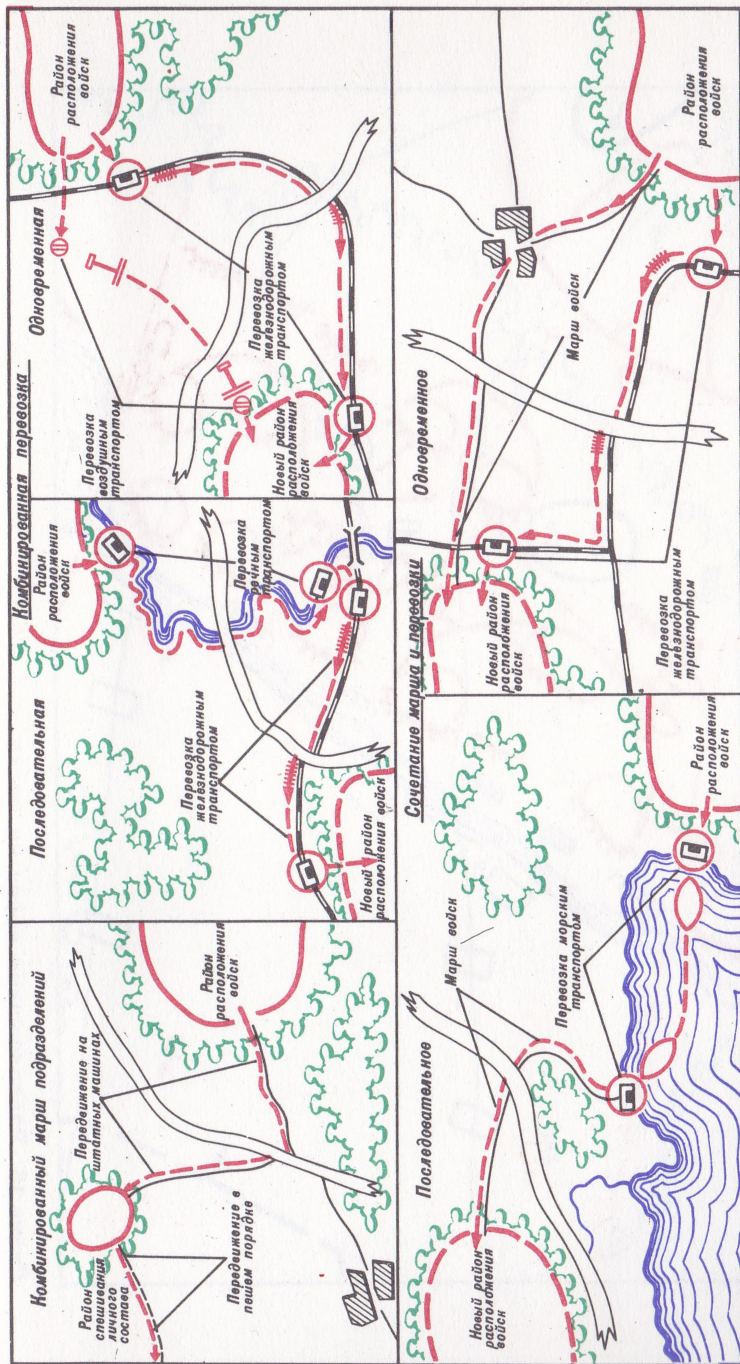 Комбинированный марш подразделений
Передвижение на
штатных машинах
Район
расположения
войск
Район
спешивания
личного
состава
Передвижение в
пешем порядке
Комбинированная перевозка
Последовательная
Район
расположения
войск
Перевозка
речным
транспортом
Перевозка
железнодорожным
транспортом
Новый район
расположения войск
Одновременная
Район
расположения
войск
Перевозка
воздушным
транспортом
Перевозка
железнодорожным
транспортом
Новый район
расположения
войск
Сочетание марша и перевозки
Последовательное
Марш войск
Новый район
расположения
войск
Перевозка морским
транспортом
Район
расположения
войск
Одновременное
Марш войск
Новый район
расположения
войск
Перевозка
железнодорожным
транспортом
Район
расположения
войск